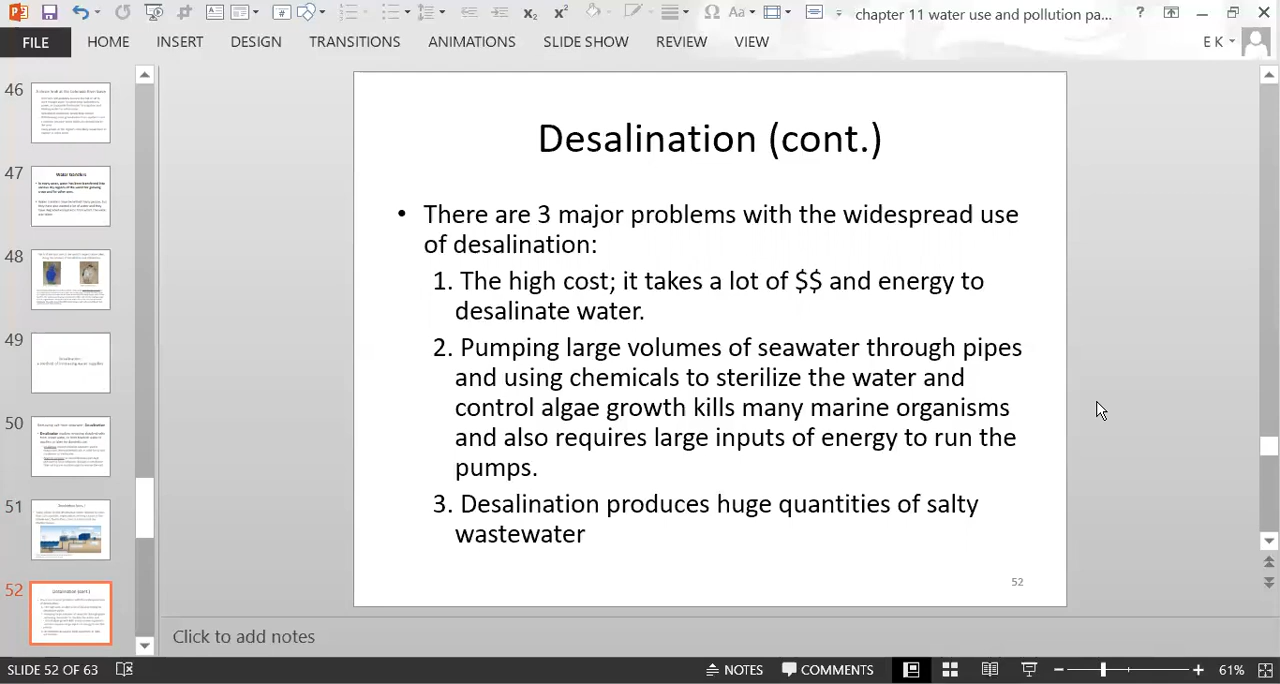 chapter 11 water use and pollution pa...
FILE HOME INSERT DESIGN TRANSITIONS ANIMATIONS SLIDE SHOW REVIEW VIEW E K
46
47
Water transfers
48
49
50
51
52
Desalination (cont.)
• There are 3 major problems with the widespread use
of desalination:
1. The high cost; it takes a lot of $$ and energy to
desalinate water.
2. Pumping large volumes of seawater through pipes
and using chemicals to sterilize the water and
control algae growth kills many marine organisms
and also requires large inputs of energy to run the
pumps.
3. Desalination produces huge quantities of salty
wastewater
52
Click to add notes
SLIDE 52 OF 63 NOTES COMMENTS 61%